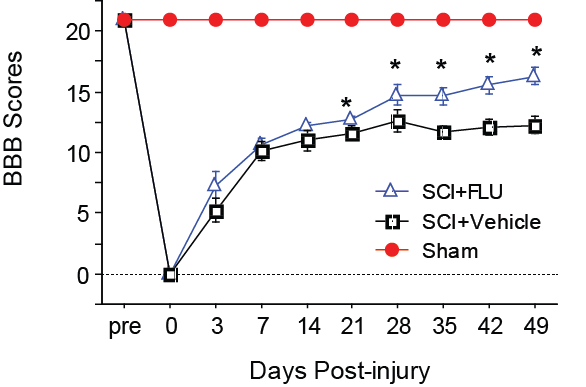 BBB Scores
20
15
10
5
0
* * * * *
SCI+FLU
SCI+Vehicle
Sham
pre 0 3 7 14 21 28 35 42 49
Days Post-injury